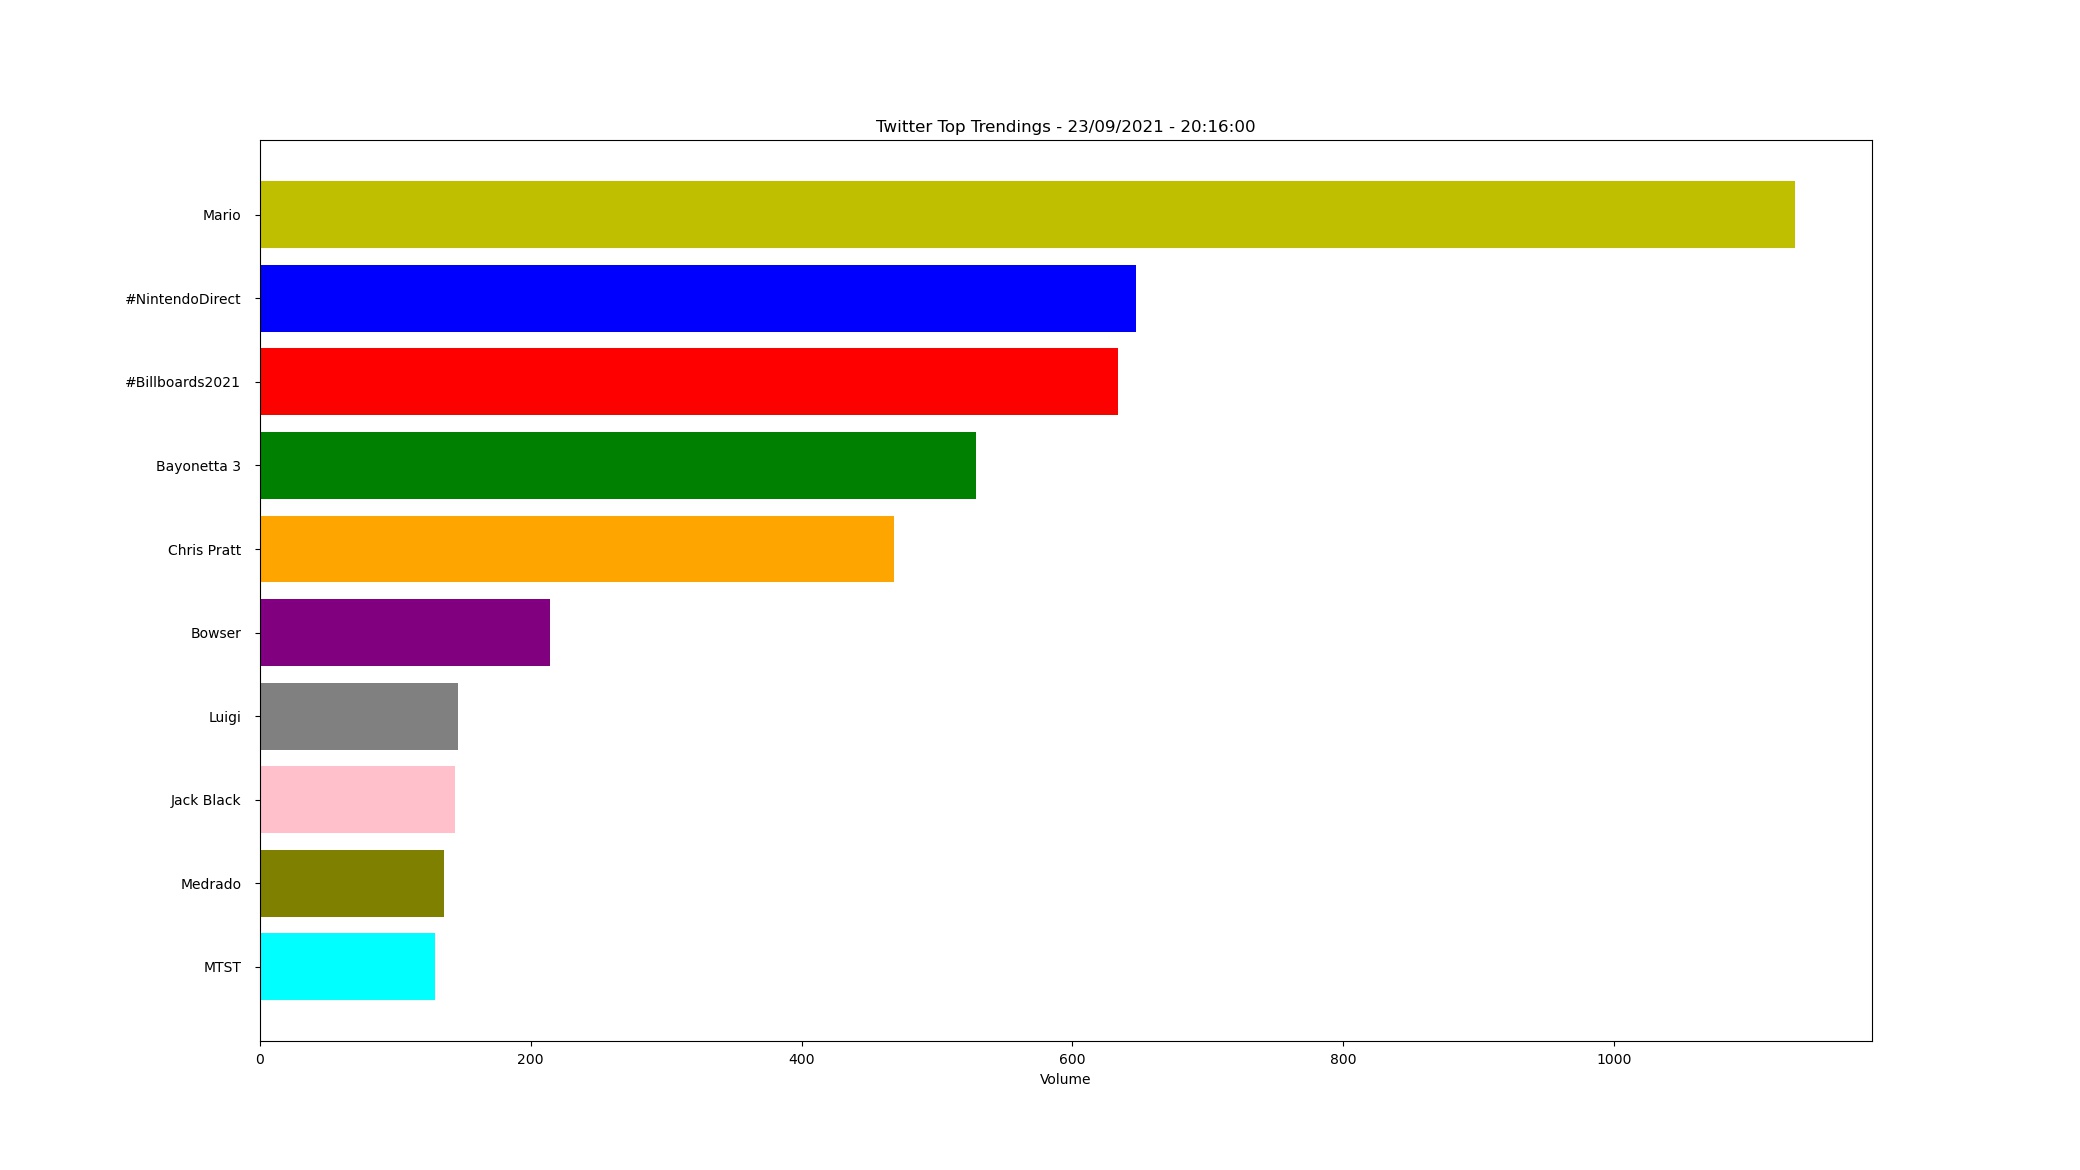 Twitter Top Trendings - 23/09/2021 - 20:16:00
Mario
#NintendoDirect
#Billboards2021
Bayonetta 3
Chris Pratt
Bowser
Luigi
Jack Black
Medrado
MTST
0 200 400 600 800 1000
Volume